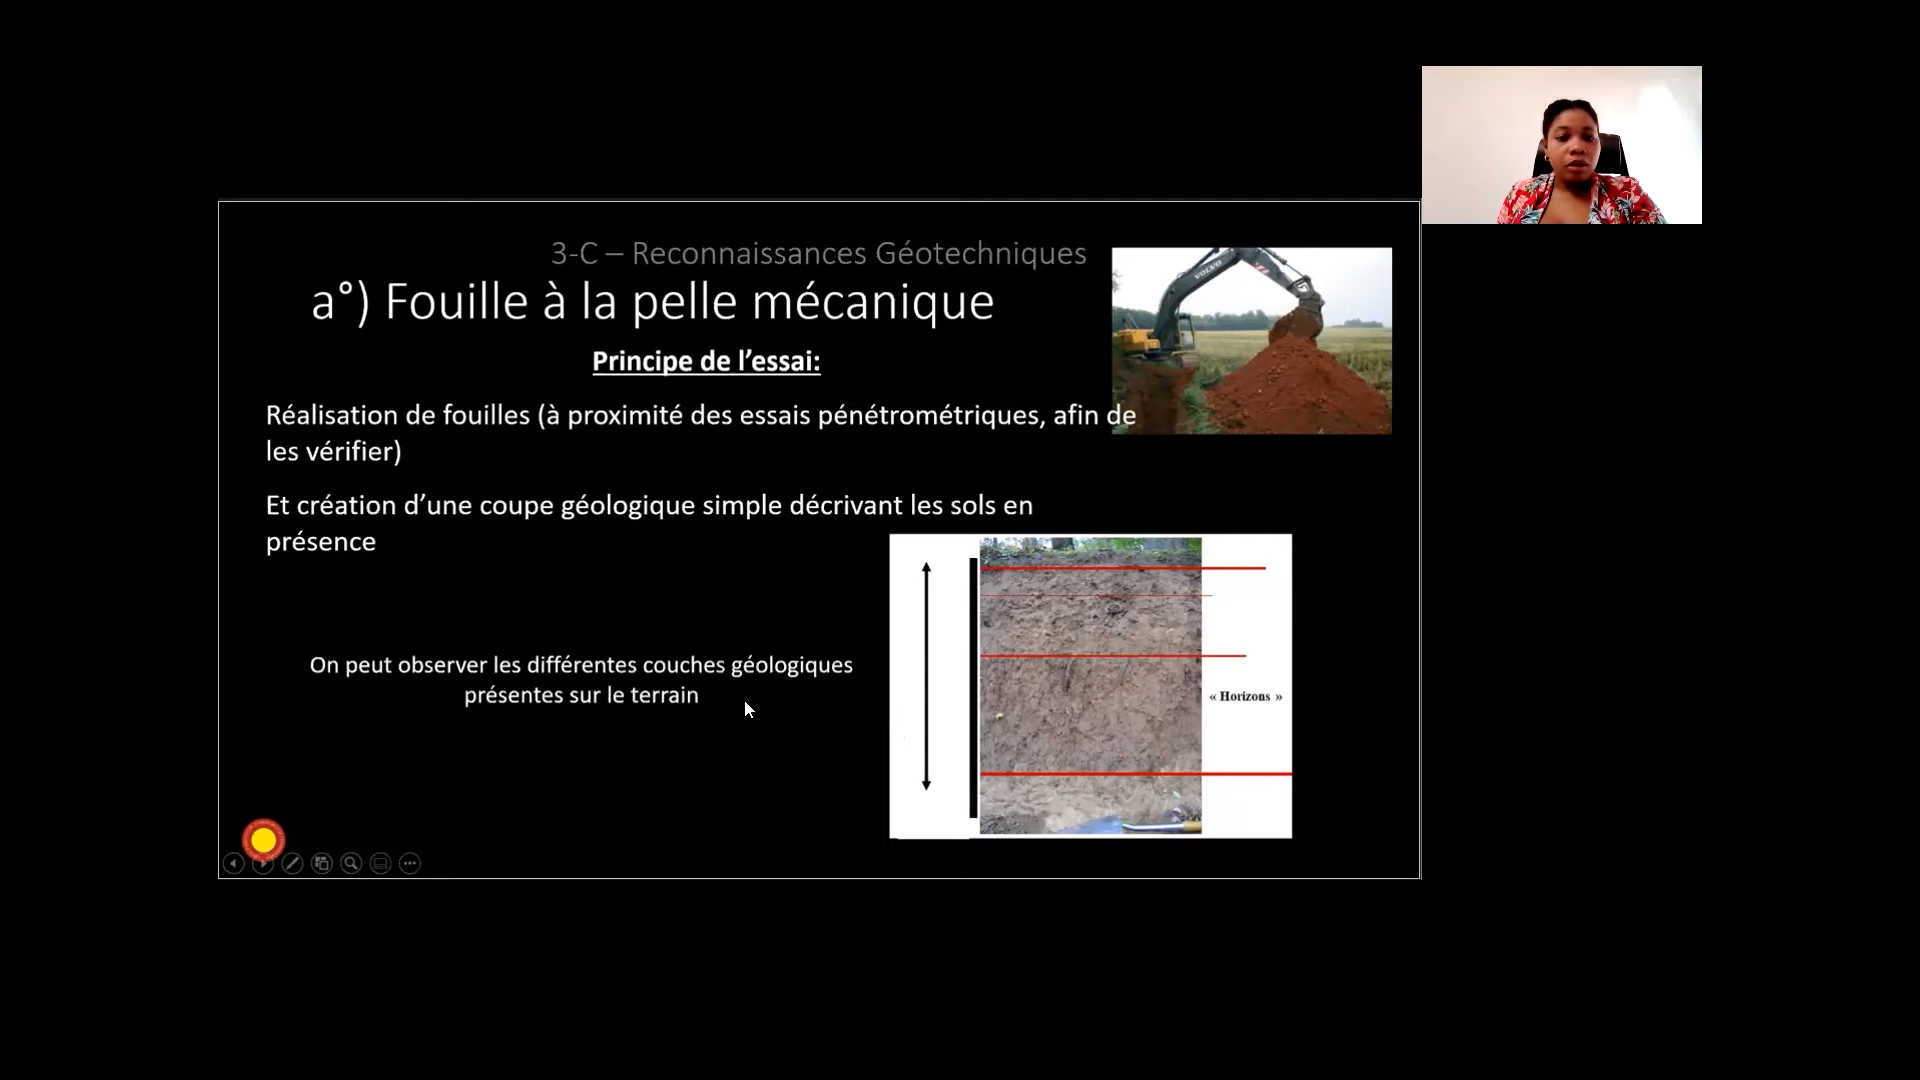 3-C – Reconnaissances Géotechniques
a°) Fouille à la pelle mécanique
VOLVO
Principe de l’essai:
Réalisation de fouilles (à proximité des essais pénétrométriques, afin de
les vérifier)
Et création d’une coupe géologique simple décrivant les sols en
présence
On peut observer les différentes couches géologiques
présentes sur le terrain
« Horizons »